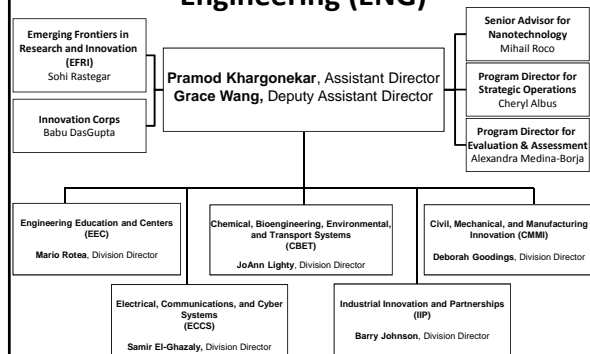 Engineering (ENG)
Emerging Frontiers in
Research and Innovation
(EFRI)
Sohi Rastegar
Innovation Corps
Babu DasGupta
Pramod Khargonekar, Assistant Director
Grace Wang, Deputy Assistant Director
Senior Advisor for
Nanotechnology
Mihail Roco
Program Director for
Strategic Operations
Cheryl Albus
Program Director for
Evaluation & Assessment
Alexandra Medina-Borja
Engineering Education and Centers
(EEC)
Mario Rotea, Division Director
Chemical, Bioengineering, Environmental,
and Transport Systems
(CBET)
JoAnn Lighty, Division Director
Civil, Mechanical, and Manufacturing
Innovation (CMMI)
Deborah Goodings, Division Director
Electrical, Communications, and Cyber
Systems
(ECCS)
Samir El-Ghazaly, Division Director
Industrial Innovation and Partnerships
(IIP)
Barry Johnson, Division Director